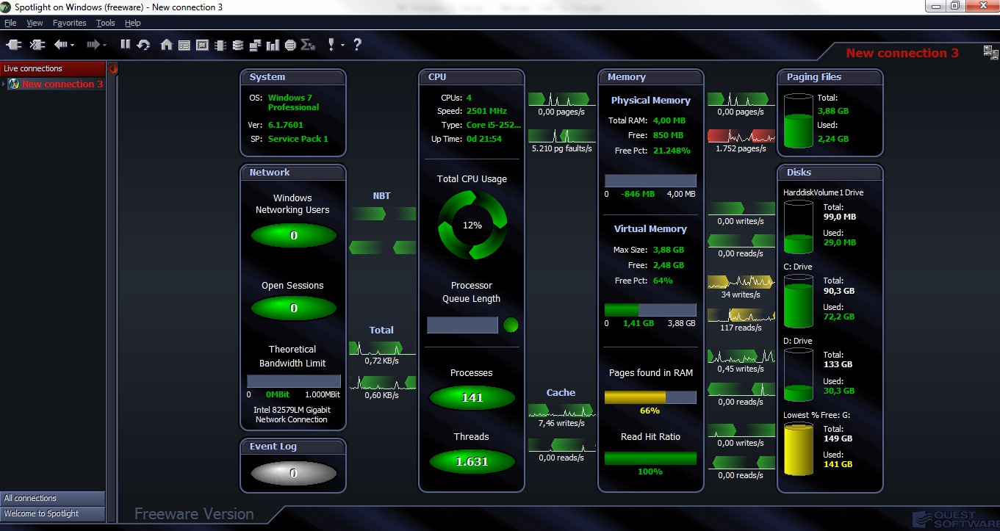 Spotlight on Windows (freeware) - New connection 3
File View Favorites Tools Help
New connection 3
Live connections
New connection 3
All connections
Welcome to Spotlight
System
OS: Windows 7 Professional
Ver: 6.1.7601
SP: Service Pack 1
Network
Windows
Networking Users
0
Open Sessions
0
Theoretical
Bandwidth Limit
0 0MBit 1.000MBit
Intel 82579LM Gigabit
Network Connection
Event Log
0
NBT
Total
0,72 KB/s
0,60 KB/s
CPU
CPUs: 4
Speed: 2501 MHz
Type: Core i5-252...
Up Time: 0d 21:54
Total CPU Usage
12%
Processor
Queue Length
Processes
141
Threads
1.631
0,00 pages/s
5.210 pg faults/s
Cache
7,46 writes/s
0,00 reads/s
Memory
Physical Memory
Total RAM: 4,00 MB
Free: 850 MB
Free Pct: 21.248%
0 -846 MB 4,00 MB
Virtual Memory
Max Size: 3,88 GB
Free: 2,48 GB
Free Pct: 64%
0 1,41 GB 3,88 GB
Pages found in RAM
66%
Read Hit Ratio
100%
0,00 pages/s
1.752 pages/s
0,00 writes/s
0,00 reads/s
34 writes/s
117 reads/s
0,45 writes/s
0,00 reads/s
0,00 writes/s
0,00 reads/s
Paging Files
Total:
3,88 GB
Used:
2,24 GB
Disks
HarddiskVolume1 Drive
Total:
99,0 MB
Used:
29,0 MB
C: Drive
Total:
90,3 GB
Used:
72,2 GB
D: Drive
Total:
133 GB
Used:
30,3 GB
Lowest % Free: G:
Total:
149 GB
Used:
141 GB
Freeware Version
QUEST
SOFTWARE